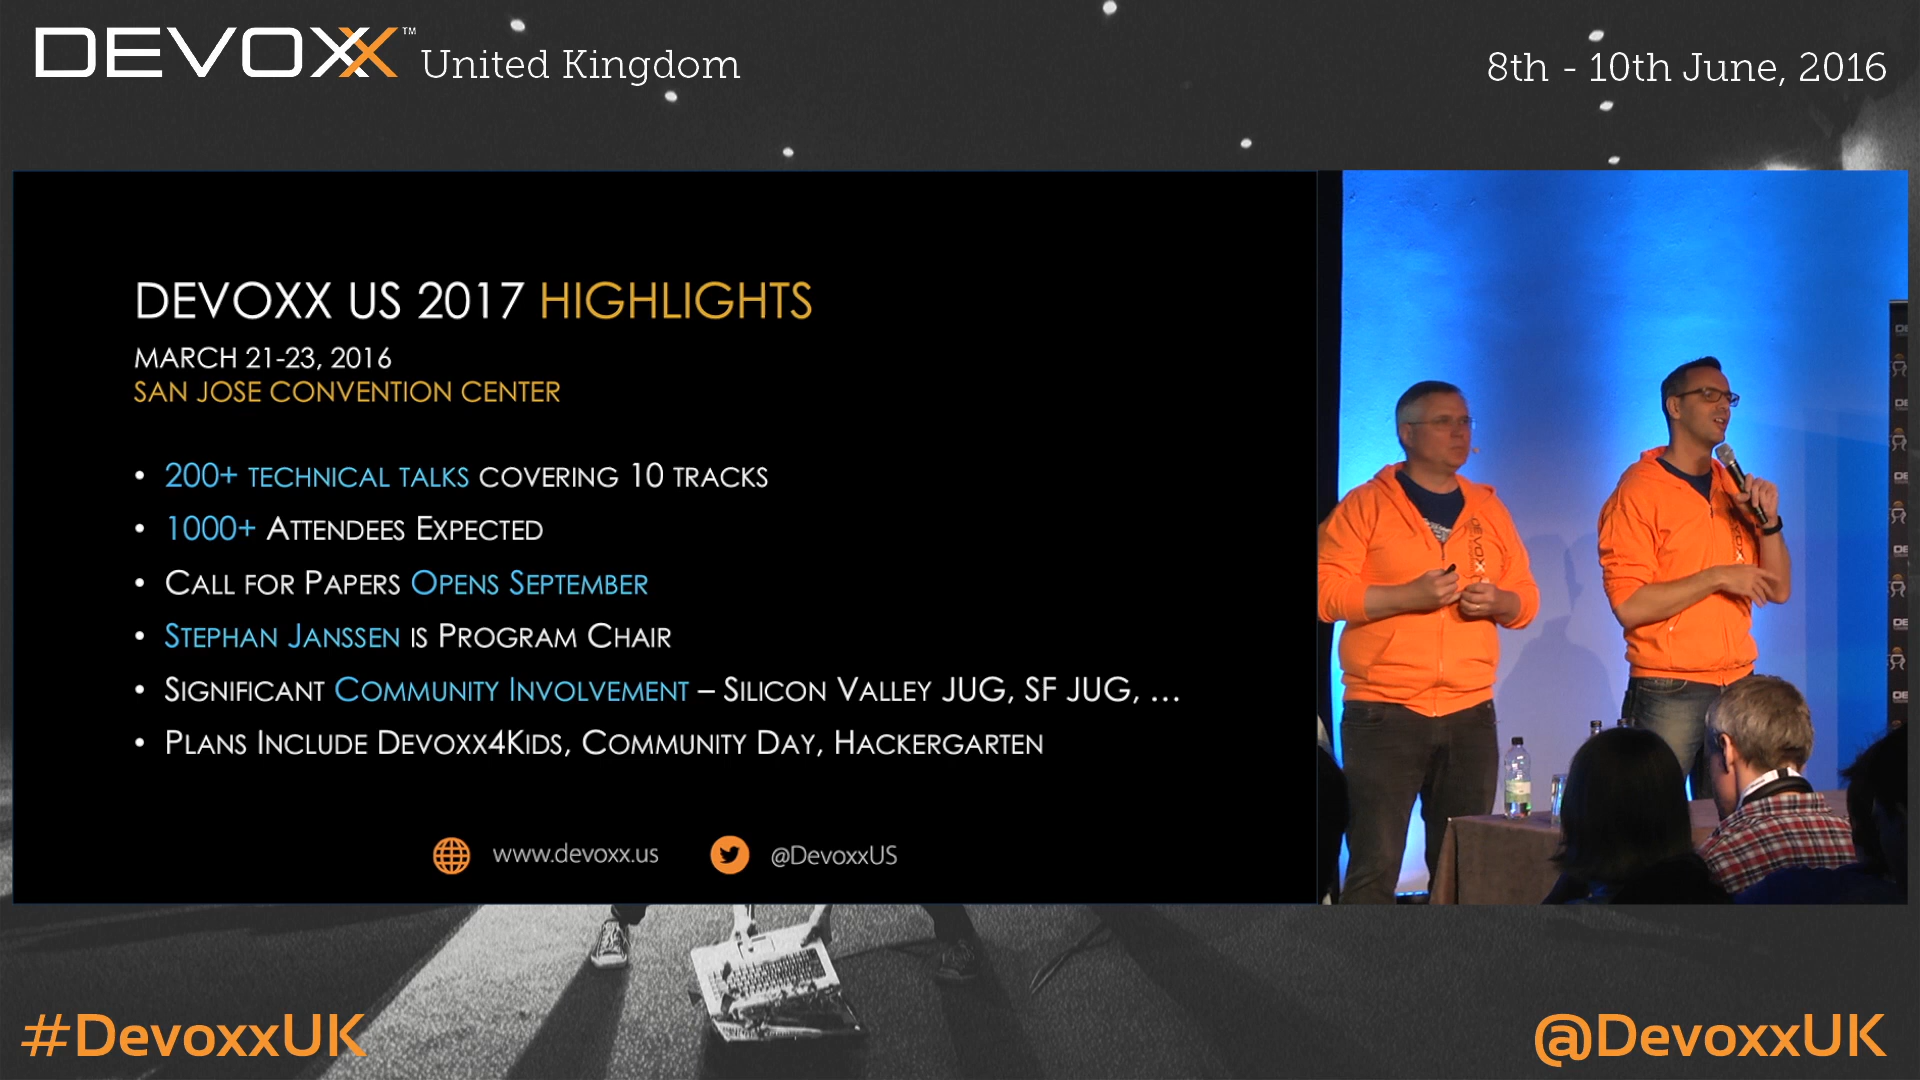 DEVOXX™ United Kingdom
8th - 10th June, 2016
DEVOXX US 2017 HIGHLIGHTS
MARCH 21-23, 2016
SAN JOSE CONVENTION CENTER
• 200+ TECHNICAL TALKS COVERING 10 TRACKS
• 1000+ ATTENDEES EXPECTED
• CALL FOR PAPERS OPENS SEPTEMBER
• STEPHAN JANSSEN IS PROGRAM CHAIR
• SIGNIFICANT COMMUNITY INVOLVEMENT – SILICON VALLEY JUG, SF JUG, ...
• PLANS INCLUDE DEVOXX4KIDS, COMMUNITY DAY, HACKERGARTEN
www.devoxx.us
@DevoxxUS
DEVOXX
#DevoxxUK
@DevoxxUK